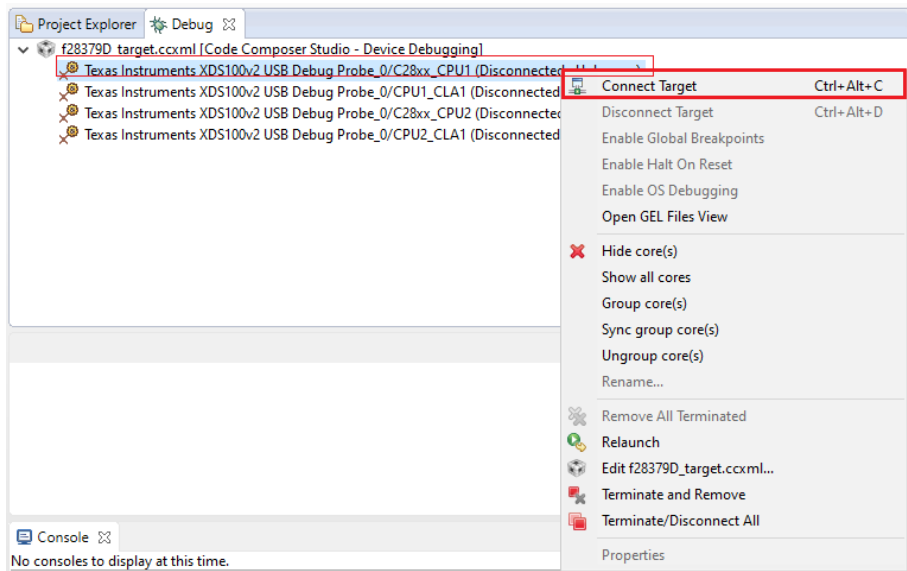 Project Explorer Debug
f28379D_target.ccxml [Code Composer Studio - Device Debugging]
Texas Instruments XDS100v2 USB Debug Probe_0/C28xx_CPU1 (Disconnected
Texas Instruments XDS100v2 USB Debug Probe_0/CPU1_CLA1 (Disconnected
Texas Instruments XDS100v2 USB Debug Probe_0/C28xx_CPU2 (Disconnected
Texas Instruments XDS100v2 USB Debug Probe_0/CPU2_CLA1 (Disconnected
Connect Target Ctrl+Alt+C
Disconnect Target Ctrl+Alt+D
Enable Global Breakpoints
Enable Halt On Reset
Enable OS Debugging
Open GEL Files View
Hide core(s)
Show all cores
Group core(s)
Sync group core(s)
Ungroup core(s)
Rename...
Remove All Terminated
Relaunch
Edit f28379D_target.ccxml...
Terminate and Remove
Terminate/Disconnect All
Properties
Console
No consoles to display at this time.